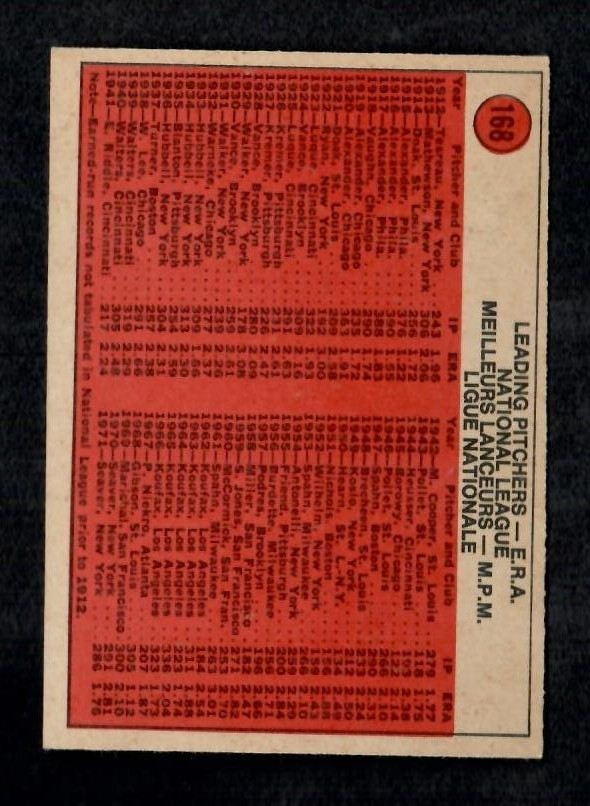 168
LEADING PITCHERS — E.R.A.
NATIONAL LEAGUE
MEILLEURS LANCEURS — M.P.M.
LIGUE NATIONALE
Year Pitcher and Club IP ERA
1912—Tesreau, New York 243 1.96
1913—Mathewson, New York 306 2.06
1914—Doak, St. Louis 256 1.72
1915—Alexander, Phila. 376 1.22
1916—Alexander, Phila. 390 1.55
1917—Alexander, Phila. 388 1.83
1918—Vaughn, Chicago 290 1.74
1919—Alexander, Chicago 235 1.72
1920—Alexander, Chicago 363 1.91
1921—Doak, St. Louis 209 2.58
1922—Ryan, New York 192 3.00
1923—Luque, Cincinnati 322 1.93
1924—Vance, Brooklyn 309 2.16
1925—Luque, Cincinnati 291 2.63
1926—Kremer, Pittsburgh 231 2.61
1927—Kremer, Pittsburgh 226 2.47
1928—Vance, Brooklyn 280 2.09
1929—Walker, New York 178 3.08
1930—Vance, Brooklyn 259 2.61
1931—Walker, New York 239 2.26
1932—Warneke, Chicago 277 2.37
1933—Hubbell, New York 309 1.66
1934—Hubbell, New York 313 2.30
1935—Blanton, Pittsburgh 254 2.59
1936—Hubbell, New York 304 2.31
1937—Turner, Boston 257 2.38
1938—W. Lee, Chicago 291 2.66
1939—Walters, Cincinnati 319 2.29
1940—Walters, Cincinnati 305 2.48
1941—E. Riddle, Cincinnati 217 2.24
Year Pitcher and Club IP ERA
1942—M. Cooper, St. Louis 279 1.77
1943—Pollet, St. Louis 118 1.75
1944—Heusser, Cincinnati 193 2.38
1945—Borowy, Chicago 122 2.14
1946—Pollet, St. Louis 266 2.10
1947—Spahn, Boston 290 2.33
1948—Brecheen, St. Louis 233 2.24
1949—Koslo, New York 212 2.50
1950—Hearn, St. L.-N.Y. 134 2.49
1951—Nichols, Boston 156 2.88
1952—Wilhelm, New York 159 2.43
1953—Spahn, Milwaukee 266 2.10
1954—Antonelli, New York 259 2.29
1955—Friend, Pittsburgh 200 2.84
1956—Burdette, Milwaukee 256 2.71
1957—Podres, Brooklyn 196 2.66
1958—Miller, San Francisco 182 2.47
1959—S. Jones, San Francisco 271 2.82
1960—McCormick, San Fran. 253 2.70
1961—Spahn, Milwaukee 263 3.01
1962—Koufax, Los Angeles 184 2.54
1963—Koufax, Los Angeles 311 1.88
1964—Koufax, Los Angeles 223 1.74
1965—Koufax, Los Angeles 336 2.04
1966—Koufax, Los Angeles 323 1.73
1967—P. Niekro, Atlanta 207 1.87
1968—Gibson, St. Louis 305 1.12
1969—Marichal, San Francisco 300 2.10
1970—Seaver, New York 291 2.81
1971—Seaver, New York 286 1.76
Note—Earned-run records not tabulated in National League prior to 1912.